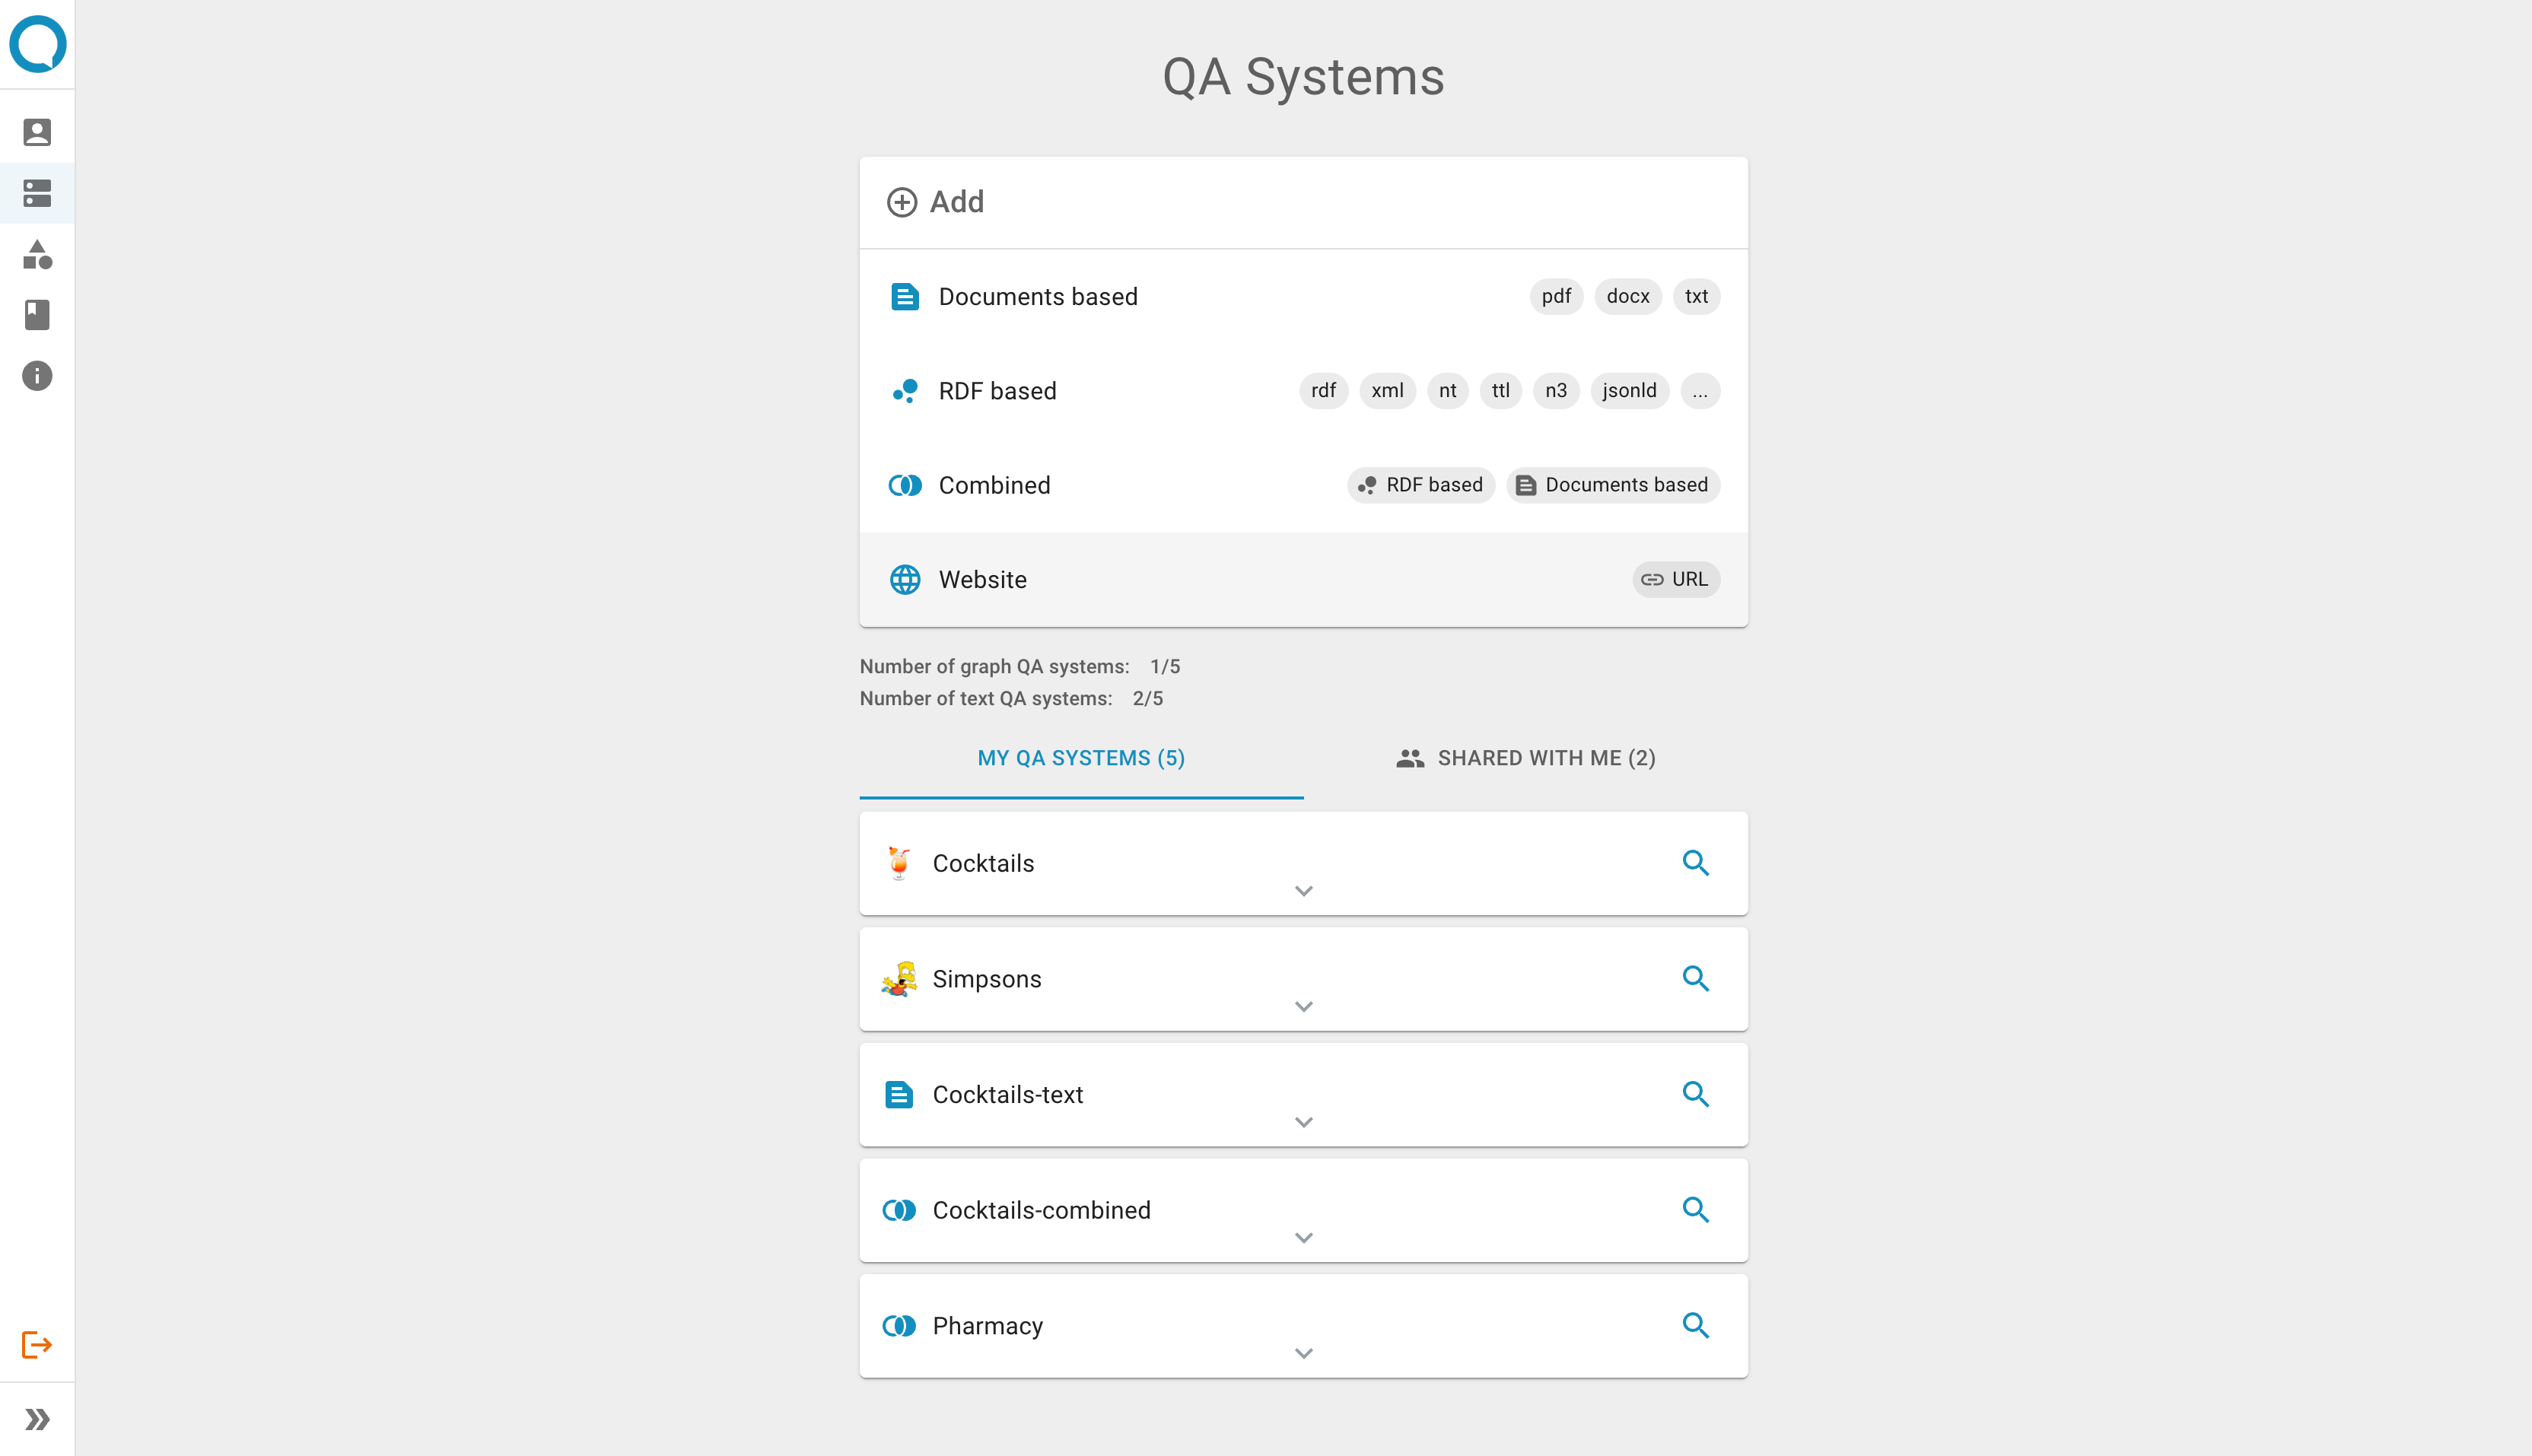 QA Systems
Add
Documents based pdf docx txt
RDF based rdf xml nt ttl n3 jsonld ...
Combined RDF based Documents based
Website URL
Number of graph QA systems: 1/5
Number of text QA systems: 2/5
MY QA SYSTEMS (5) SHARED WITH ME (2)
Cocktails
Simpsons
Cocktails-text
Cocktails-combined
Pharmacy